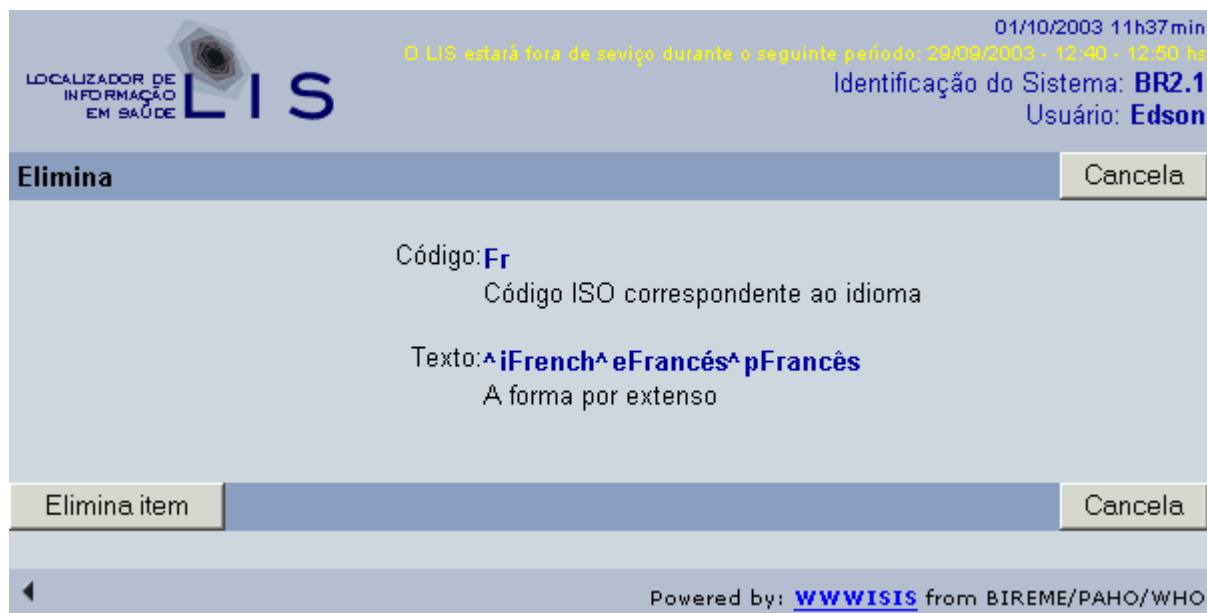 01/10/2003 11h37min
O LIS estará fora de seviço durante o seguinte período: 29/09/2003 - 12:40 - 12:50 hs
LOCALIZADOR DE
INFORMAÇÃO
EM SAÚDE
LIS
Identificação do Sistema: BR2.1
Usuário: Edson
Elimina
Cancela
Código: Fr
Código ISO correspondente ao idioma
Texto: ^iFrench^eFrancés^pFrancês
A forma por extenso
Elimina item
Cancela
Powered by: WWWISIS from BIREME/PAHO/WHO